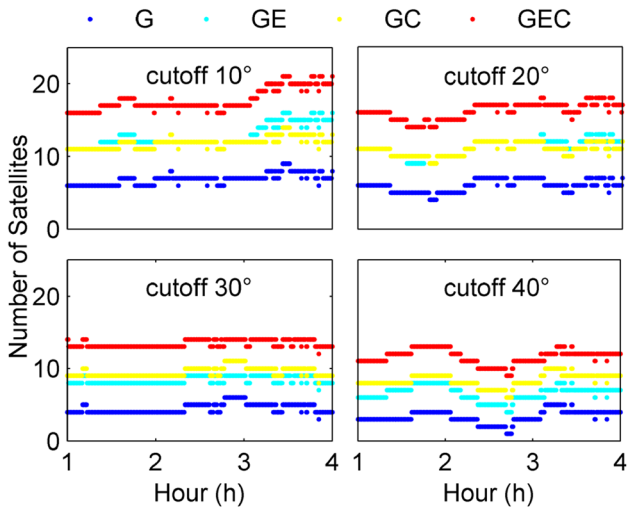 G GE GC GEC
Number of Satellites
cutoff 10°
20
10
0
cutoff 20°
cutoff 30°
20
10
0
1 2 3 4
Hour (h)
cutoff 40°
1 2 3 4
Hour (h)